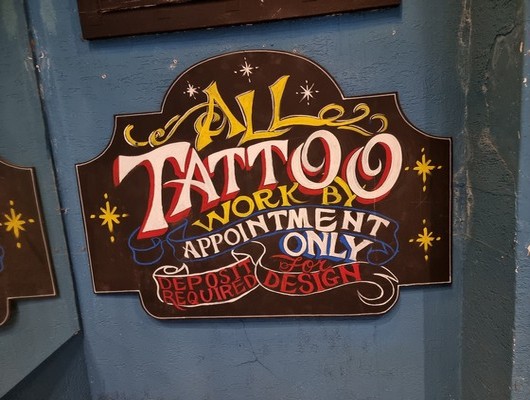 ALL
TATTOO
WORK BY
APPOINTMENT
ONLY
DEPOSIT For
REQUIRED DESIGN